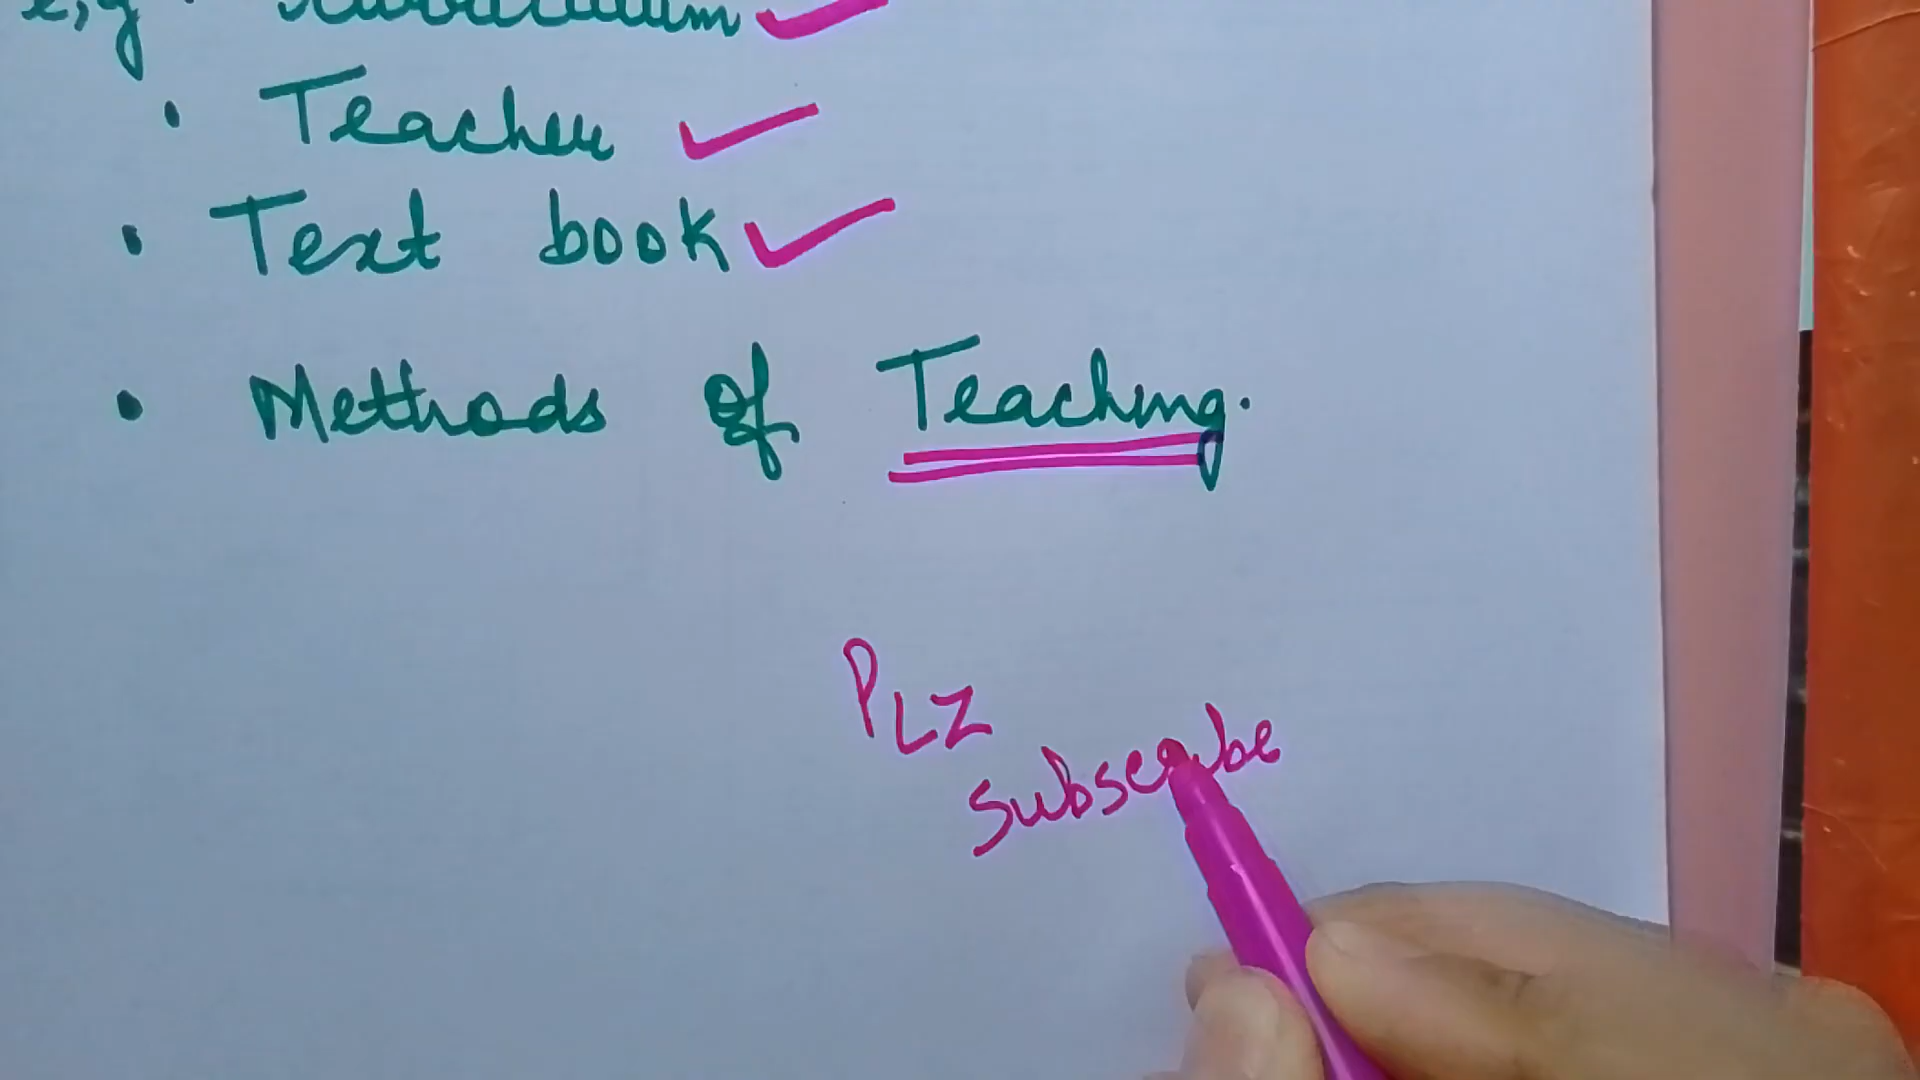 e,g •
• Teacher
• Text book
• Methods of Teaching.
PLZ
subscribe